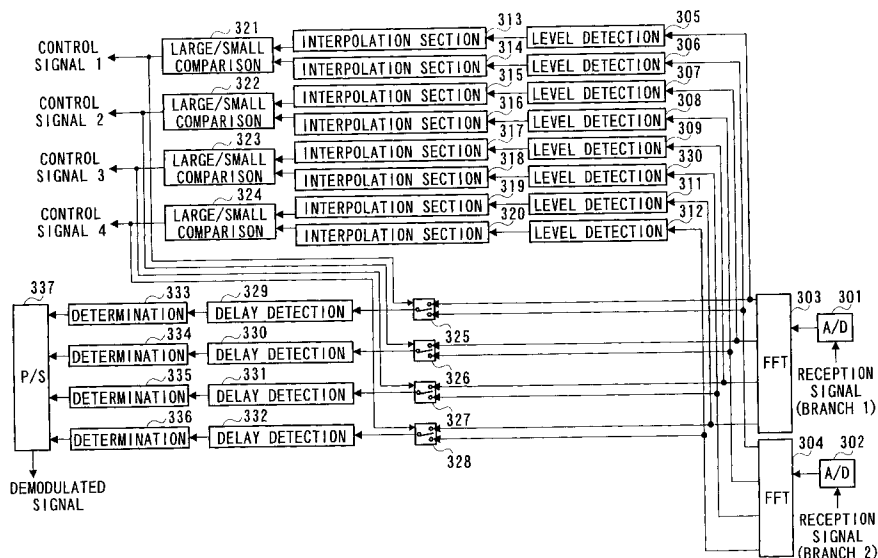 321
313
305
CONTROL
SIGNAL 1
LARGE/SMALL
COMPARISON
INTERPOLATION SECTION
LEVEL DETECTION
314
306
INTERPOLATION SECTION
LEVEL DETECTION
322
315
307
CONTROL
SIGNAL 2
LARGE/SMALL
COMPARISON
INTERPOLATION SECTION
LEVEL DETECTION
316
308
INTERPOLATION SECTION
LEVEL DETECTION
323
317
309
CONTROL
SIGNAL 3
LARGE/SMALL
COMPARISON
INTERPOLATION SECTION
LEVEL DETECTION
318
330
INTERPOLATION SECTION
LEVEL DETECTION
324
319
311
CONTROL
SIGNAL 4
LARGE/SMALL
COMPARISON
INTERPOLATION SECTION
LEVEL DETECTION
320
312
INTERPOLATION SECTION
LEVEL DETECTION
337
333
329
303
301
DETERMINATION
DELAY DETECTION
325
A/D
334
330
DETERMINATION
DELAY DETECTION
326
P/S
FFT
RECEPTION
SIGNAL
(BRANCH 1)
335
331
DETERMINATION
DELAY DETECTION
327
336
332
DETERMINATION
DELAY DETECTION
328
304
302
A/D
DEMODULATED
SIGNAL
FFT
RECEPTION
SIGNAL
(BRANCH 2)